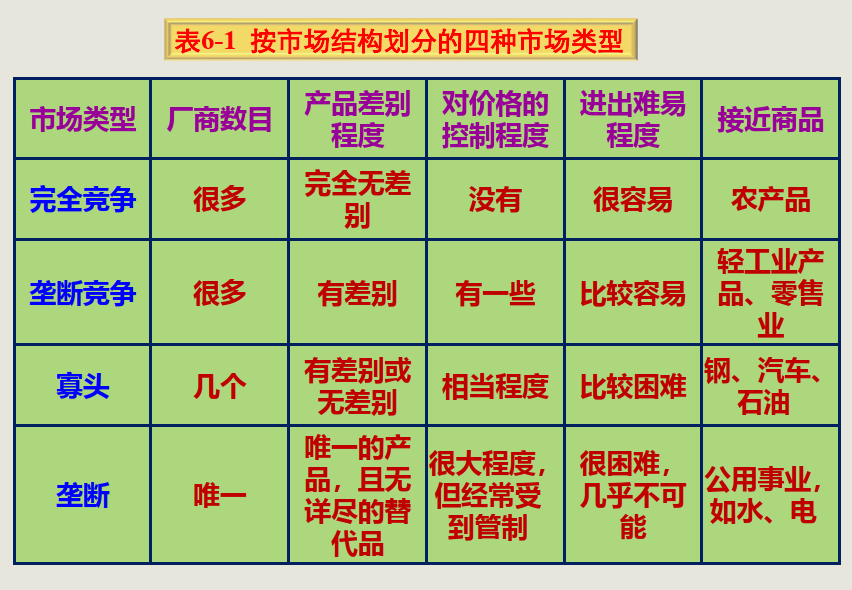 表6-1 按市场结构划分的四种市场类型
市场类型 厂商数目 产品差别程度 对价格的控制程度 进出难易程度 接近商品
完全竞争 很多 完全无差别 没有 很容易 农产品
垄断竞争 很多 有差别 有一些 比较容易 轻工业产品、零售业
寡头 几个 有差别或无差别 相当程度 比较困难 钢、汽车、石油
垄断 唯一 唯一的产品，且无详尽的替代品 很大程度，但经常受到管制 很困难，几乎不可能 公用事业，如水、电